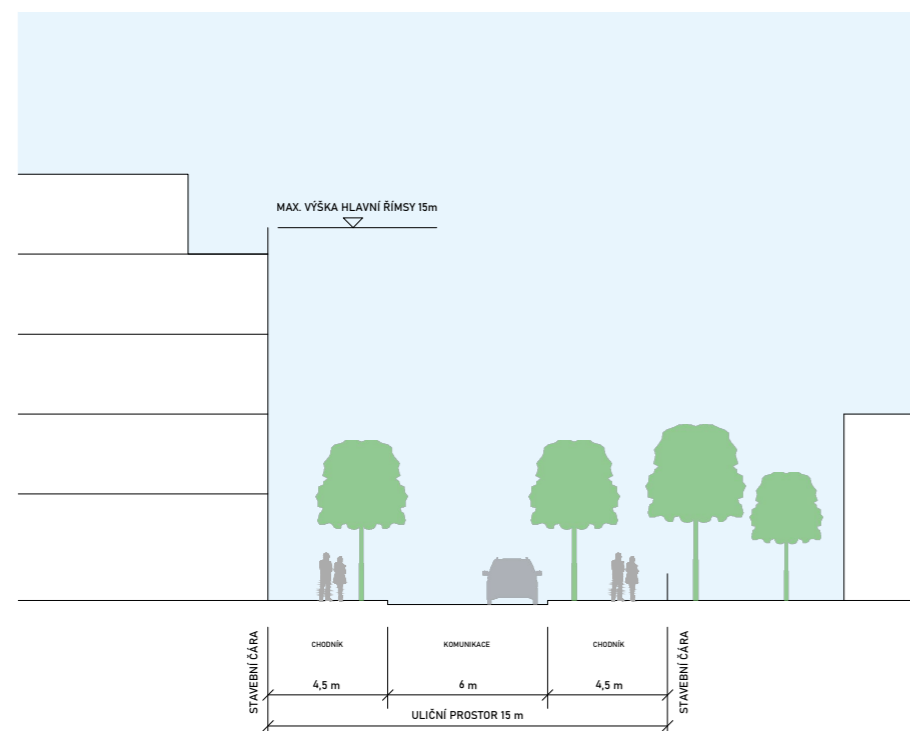 MAX. VÝŠKA HLAVNÍ ŘÍMSY 15m
STAVEBNÍ ČÁRA
CHODNÍK
KOMUNIKACE
CHODNÍK
STAVEBNÍ ČÁRA
4,5 m
6 m
4,5 m
ULIČNÍ PROSTOR 15 m